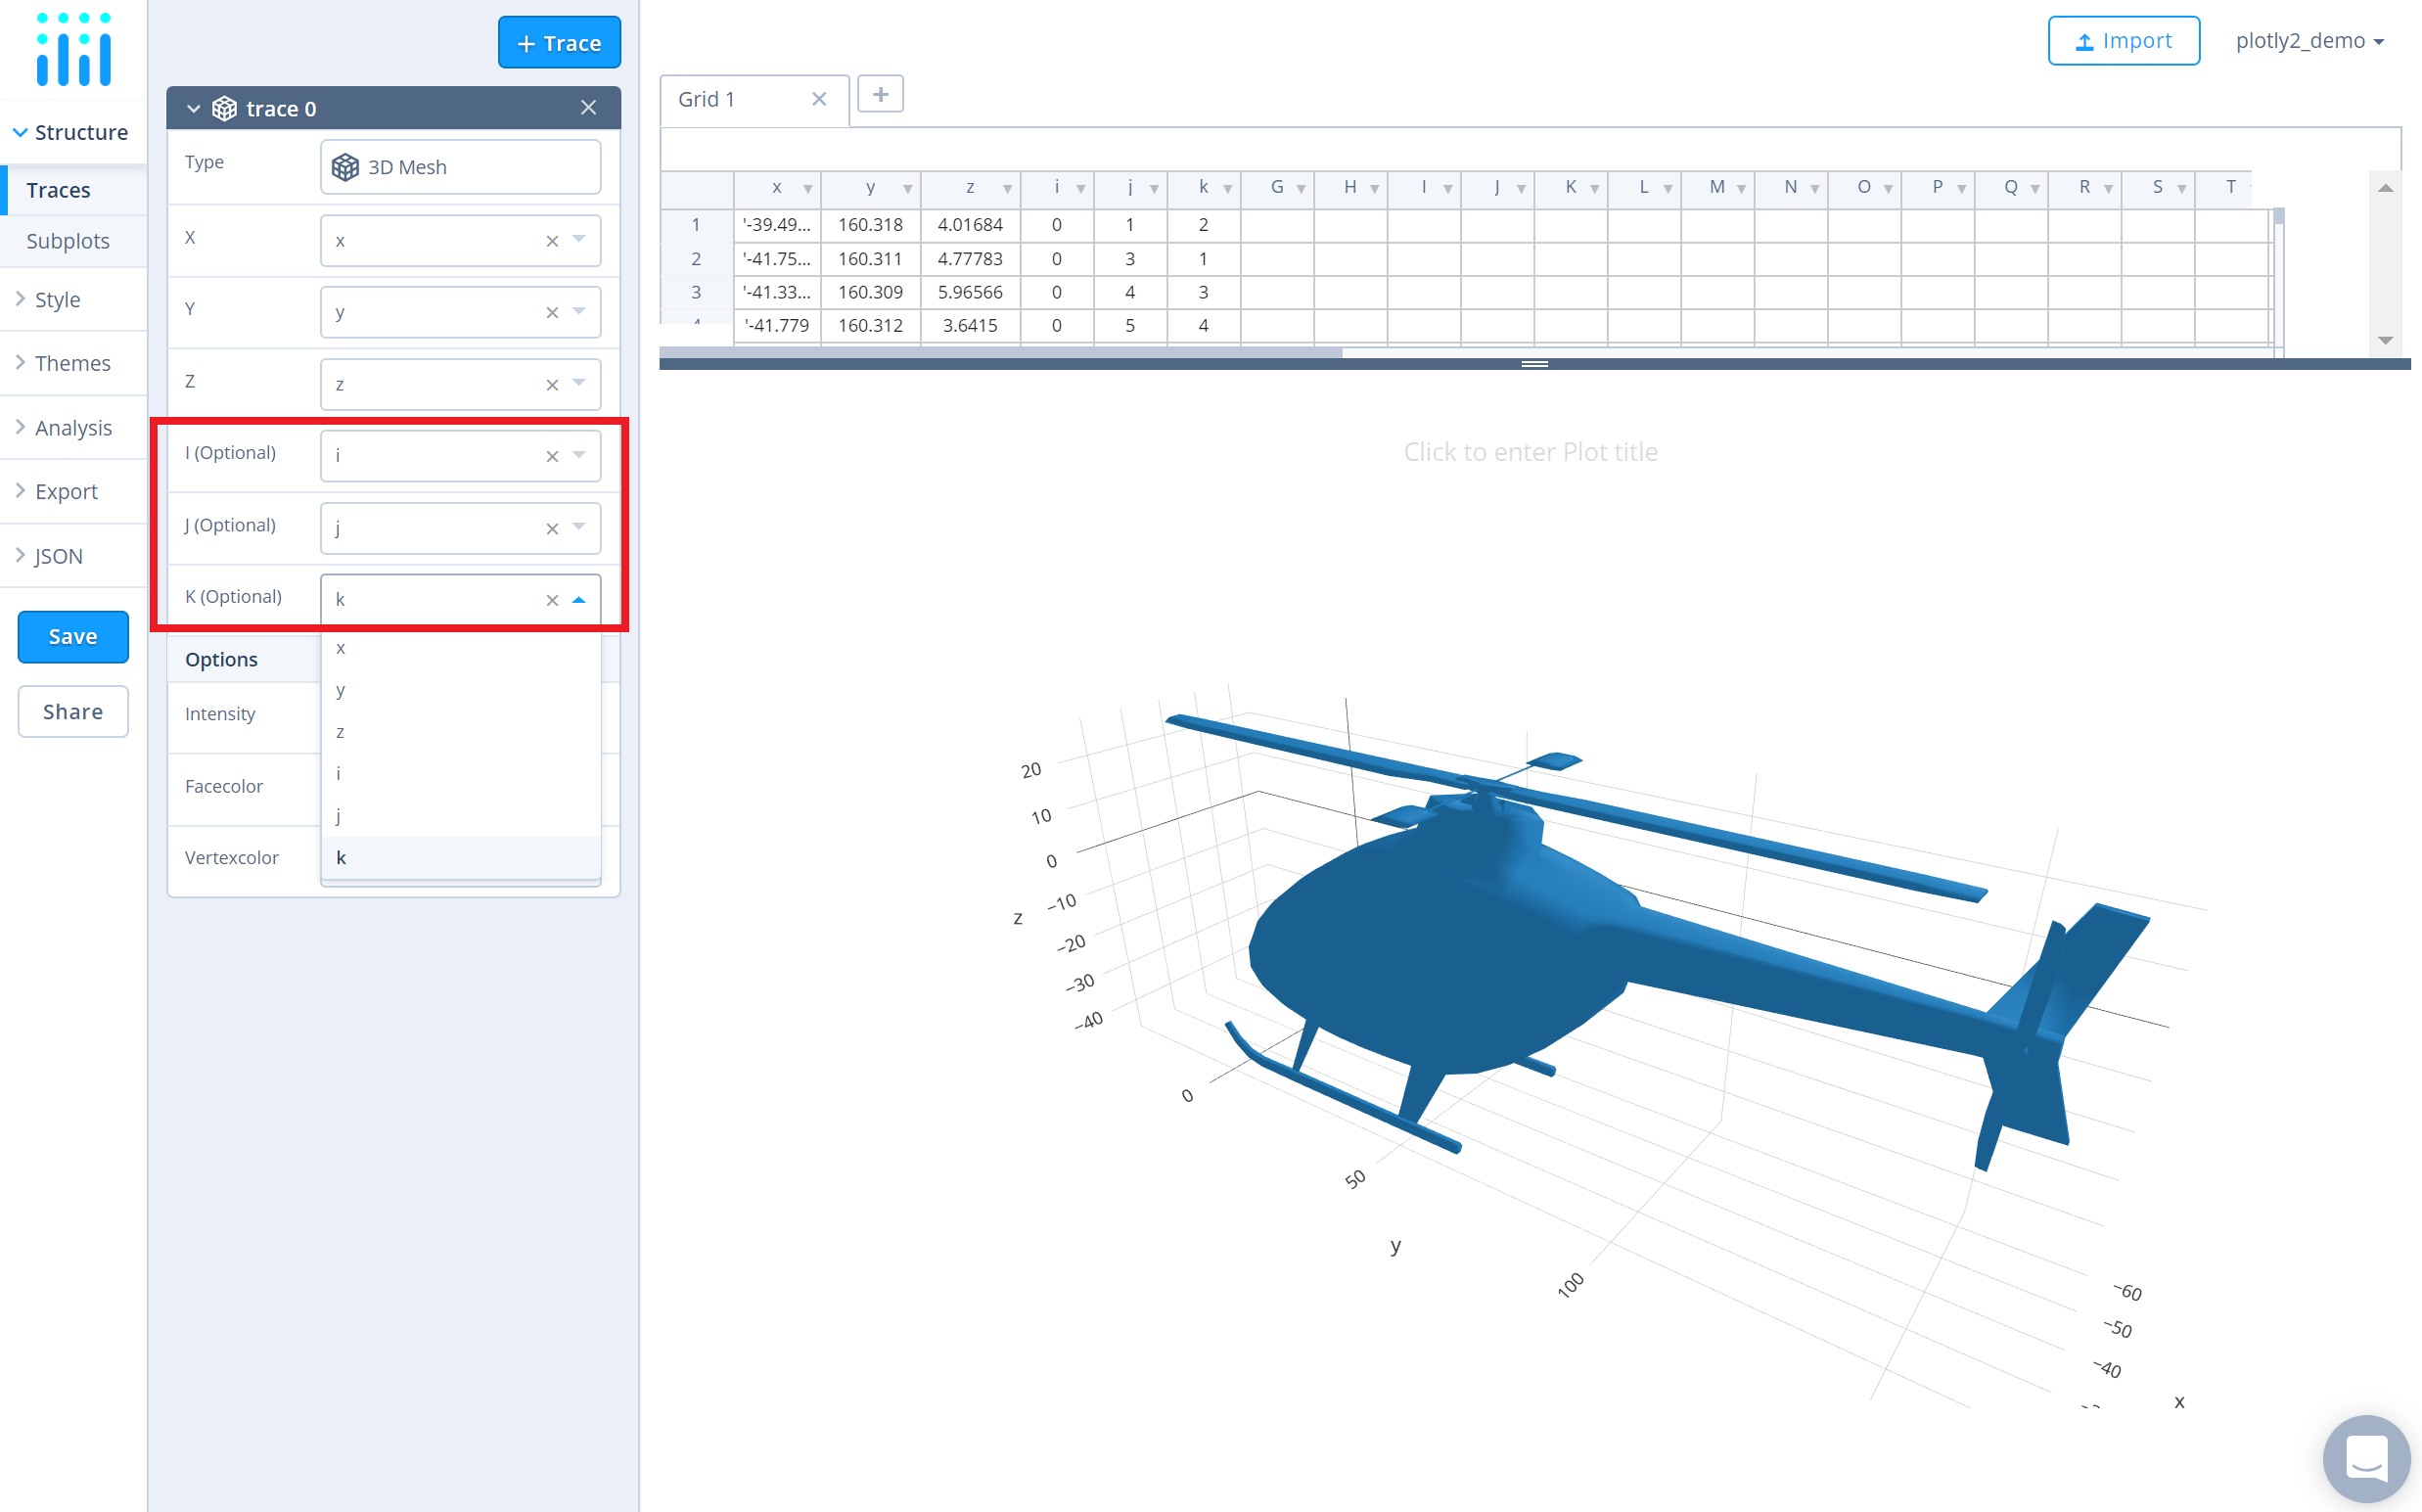 + Trace
Import
plotly2_demo
Structure
Traces
Subplots
Style
Themes
Analysis
Export
JSON
Save
Share
trace 0
Type 3D Mesh
X x
Y y
Z z
I (Optional) i
J (Optional) j
K (Optional) k
x
y
z
i
j
k
Options
Intensity
Facecolor
Vertexcolor
Grid 1
+
x y z i j k G H I J K L M N O P Q R S T
1 '-39.49... 160.318 4.01684 0 1 2
2 '-41.75... 160.311 4.77783 0 3 1
3 '-41.33... 160.309 5.96566 0 4 3
4 '-41.779 160.312 3.6415 0 5 4
Click to enter Plot title
20
10
0
−10
−20
−30
−40
z
0
50
100
y
−60
−50
−40
x